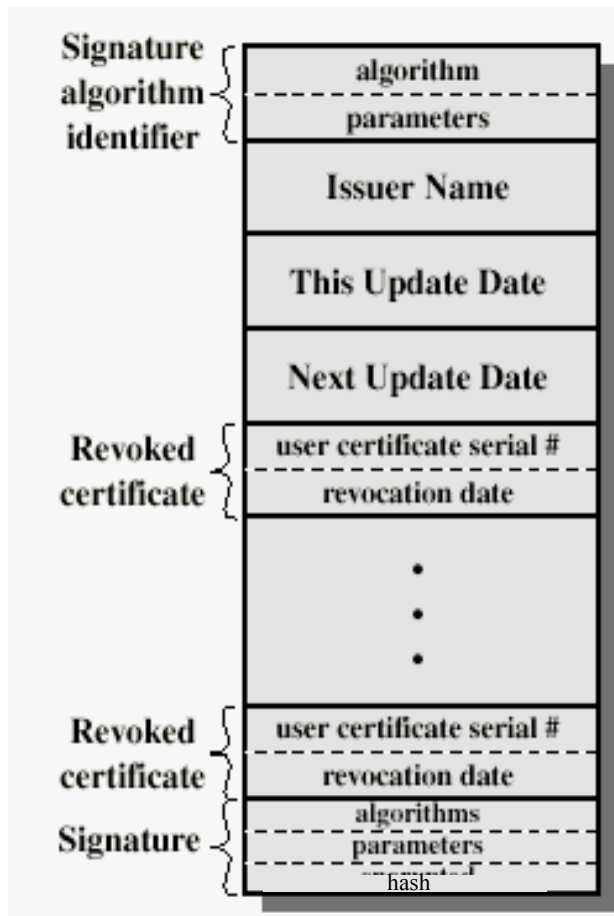 Signature
algorithm
identifier
algorithm
parameters
Issuer Name
This Update Date
Next Update Date
Revoked
certificate
user certificate serial #
revocation date
Revoked
certificate
user certificate serial #
revocation date
Signature
algorithms
parameters
hash